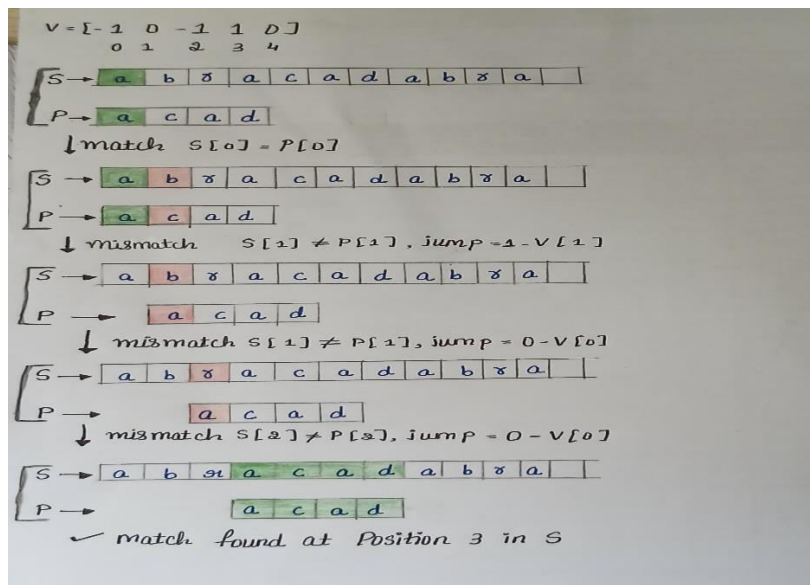 V = [-1 0 -1 1 0]
0 1 2 3 4
S → a b r a c a d a b r a
P → a c a d
↓ match S[0] = P[0]
S → a b r a c a d a b r a
P → a c a d
↓ mismatch S[1] ≠ P[1], jump = 1 - V[1]
S → a b r a c a d a b r a
P → a c a d
↓ mismatch S[1] ≠ P[1], jump = 0 - V[0]
S → a b r a c a d a b r a
P → a c a d
↓ mismatch S[2] ≠ P[2], jump = 0 - V[0]
S → a b r a c a d a b r a
P → a c a d
✓ match found at Position 3 in S